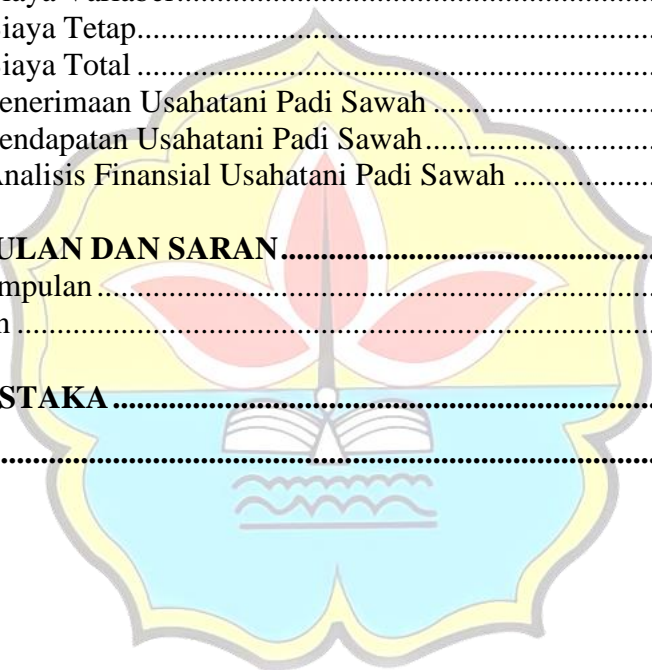 iaya Tetap....................................................................
iaya Total ....................................................................
enerimaan Usahatani Padi Sawah ..............................
endapatan Usahatani Padi Sawah...............................
nalisis Finansial Usahatani Padi Sawah ...................
ULAN DAN SARAN..................................................
mpulan ........................................................................
n ..................................................................................
STAKA .......................................................................
....................................................................................